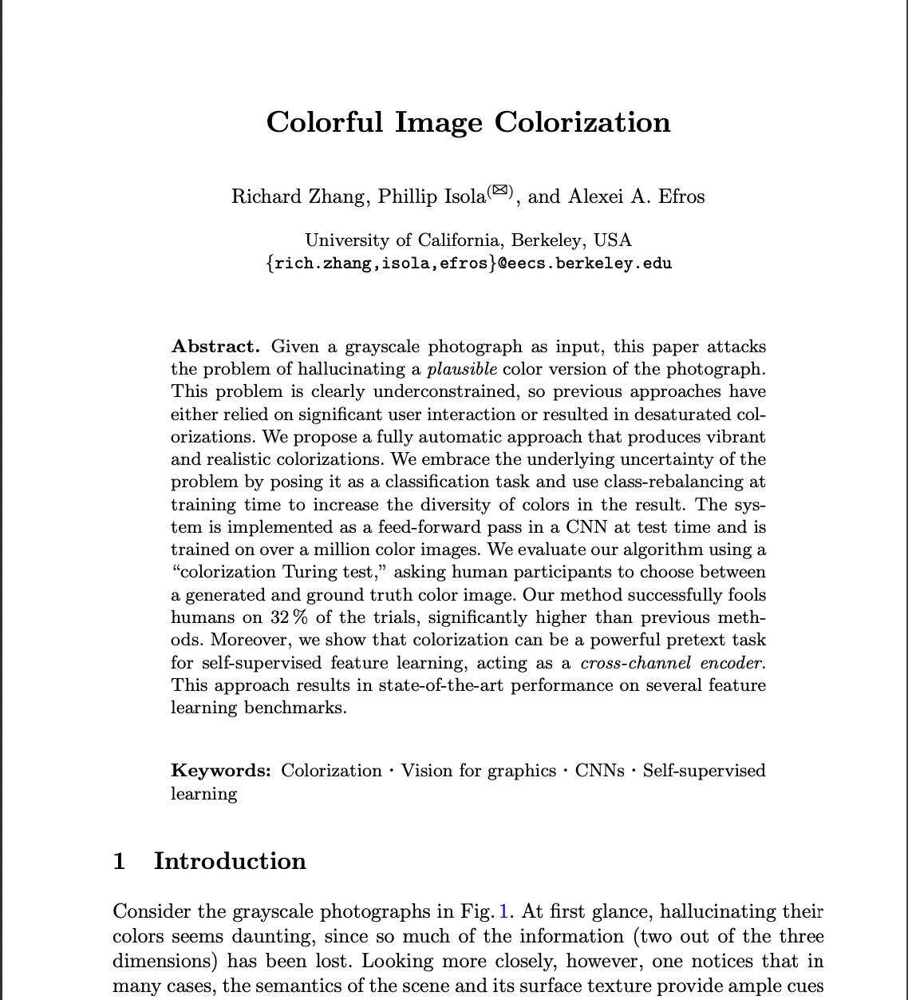 Colorful Image Colorization
Richard Zhang, Phillip Isola(✉), and Alexei A. Efros
University of California, Berkeley, USA
{rich.zhang,isola,efros}@eecs.berkeley.edu
Abstract. Given a grayscale photograph as input, this paper attacks
the problem of hallucinating a plausible color version of the photograph.
This problem is clearly underconstrained, so previous approaches have
either relied on significant user interaction or resulted in desaturated col-
orizations. We propose a fully automatic approach that produces vibrant
and realistic colorizations. We embrace the underlying uncertainty of the
problem by posing it as a classification task and use class-rebalancing at
training time to increase the diversity of colors in the result. The sys-
tem is implemented as a feed-forward pass in a CNN at test time and is
trained on over a million color images. We evaluate our algorithm using a
“colorization Turing test,” asking human participants to choose between
a generated and ground truth color image. Our method successfully fools
humans on 32 % of the trials, significantly higher than previous meth-
ods. Moreover, we show that colorization can be a powerful pretext task
for self-supervised feature learning, acting as a cross-channel encoder.
This approach results in state-of-the-art performance on several feature
learning benchmarks.
Keywords: Colorization · Vision for graphics · CNNs · Self-supervised
learning
1 Introduction
Consider the grayscale photographs in Fig. 1. At first glance, hallucinating their
colors seems daunting, since so much of the information (two out of the three
dimensions) has been lost. Looking more closely, however, one notices that in
many cases, the semantics of the scene and its surface texture provide ample cues